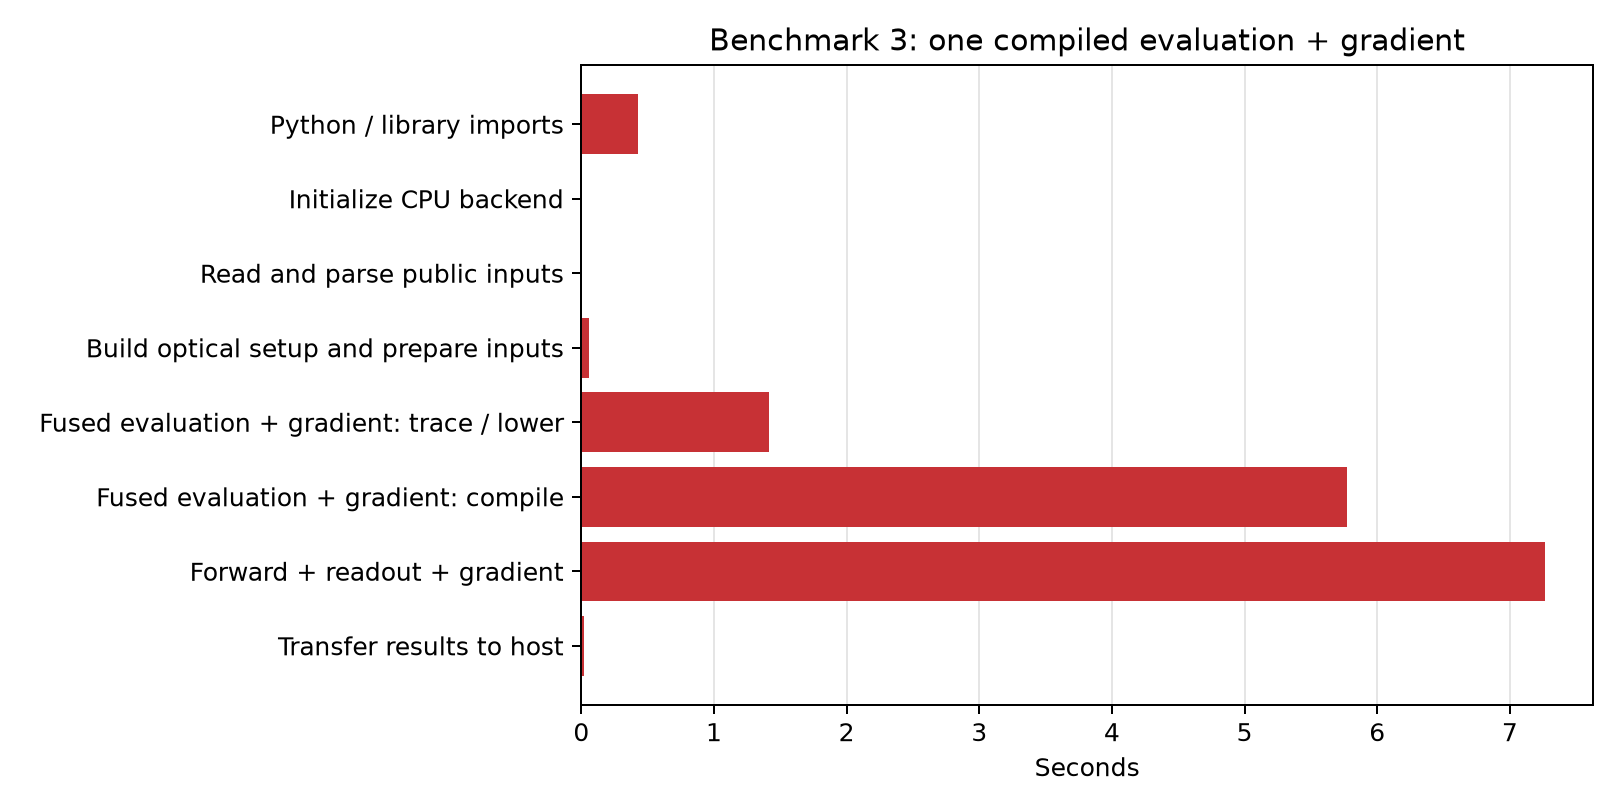 Benchmark 3: one compiled evaluation + gradient
Python / library imports
Initialize CPU backend
Read and parse public inputs
Build optical setup and prepare inputs
Fused evaluation + gradient: trace / lower
Fused evaluation + gradient: compile
Forward + readout + gradient
Transfer results to host
0 1 2 3 4 5 6 7
Seconds